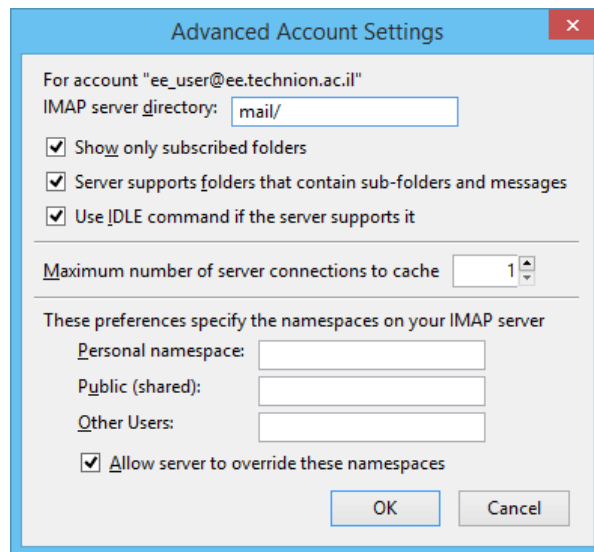 Advanced Account Settings
For account "ee_user@ee.technion.ac.il"
IMAP server directory: mail/
Show only subscribed folders
Server supports folders that contain sub-folders and messages
Use IDLE command if the server supports it
Maximum number of server connections to cache 1
These preferences specify the namespaces on your IMAP server
Personal namespace:
Public (shared):
Other Users:
Allow server to override these namespaces
OK Cancel